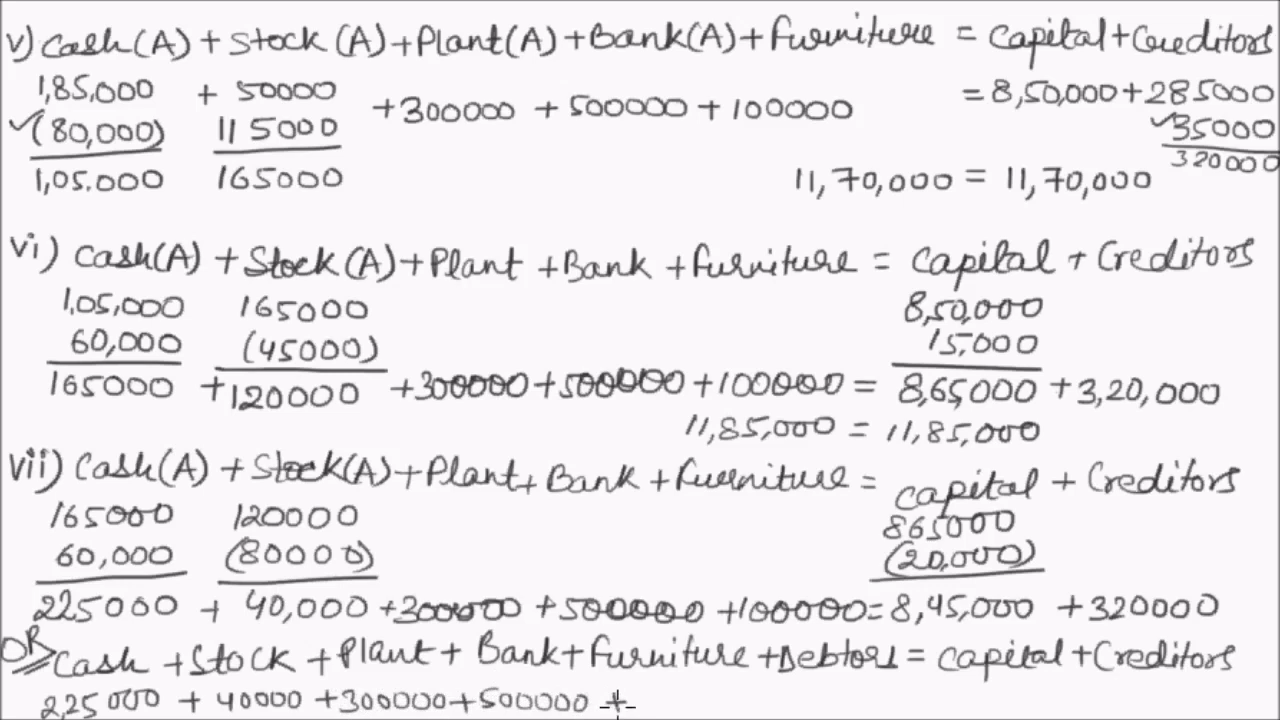 v) Cash(A) + Stock (A) + Plant(A) + Bank(A) + Furniture = Capital + Creditors
1,85,000 + 50000 + 300000 + 500000 + 100000 = 8,50,000 + 285000
✓(80,000) 115000 ✓35000
1,05,000 165000 320000
11,70,000 = 11,70,000
vi) Cash(A) + Stock (A) + Plant + Bank + Furniture = Capital + Creditors
1,05,000 165000 8,50,000
60,000 (45000) 15,000
165000 + 120000 + 300000 + 500000 + 100000 = 8,65,000 + 3,20,000
11,85,000 = 11,85,000
vii) Cash(A) + Stock(A) + Plant + Bank + Furniture = Capital + Creditors
165000 120000 865000
60,000 (80000) (20,000)
225000 + 40,000 + 300000 + 500000 + 100000 = 8,45,000 + 320000
OR Cash + Stock + Plant + Bank + Furniture + Debtors = Capital + Creditors
2,25000 + 40000 + 300000 + 500000 +